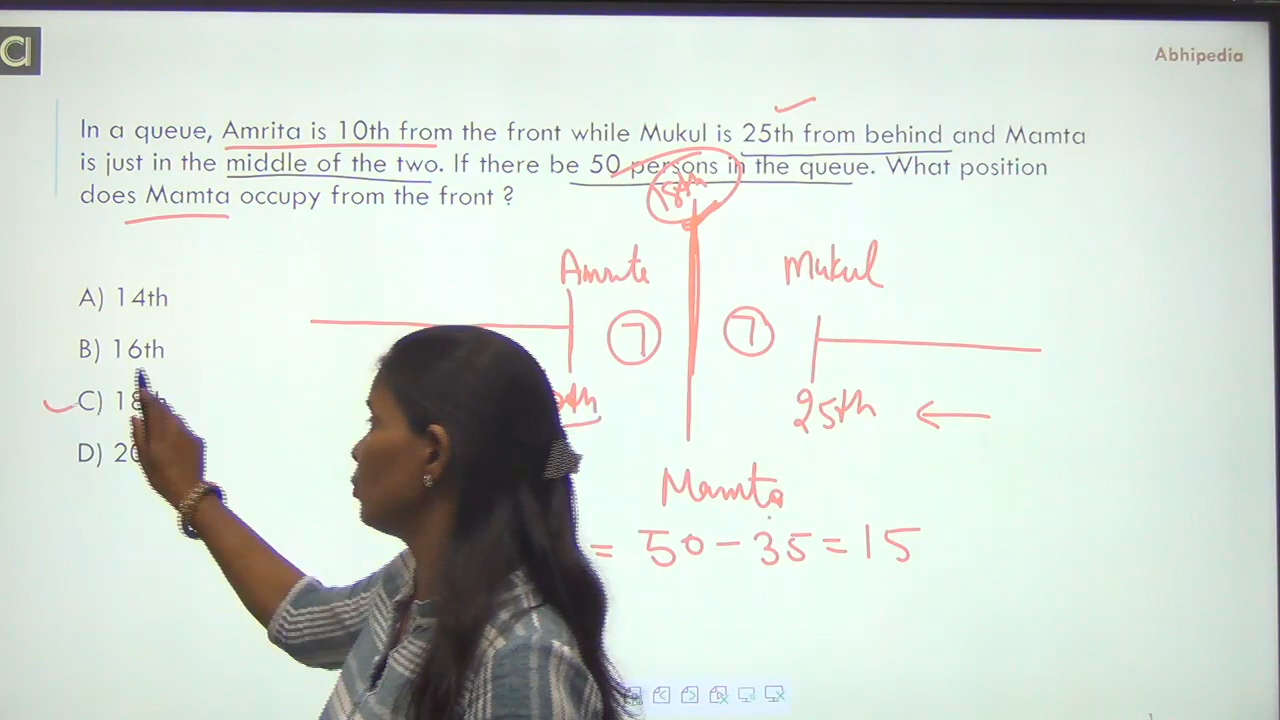 Abhipedia
In a queue, Amrita is 10th from the front while Mukul is 25th from behind and Mamta
is just in the middle of the two. If there be 50 persons in the queue. What position
does Mamta occupy from the front ?
18th
Amrita Mukul
A) 14th
7 7
B) 16th
C) 18th
25th
D) 20
Mamta
= 50 - 35 = 15